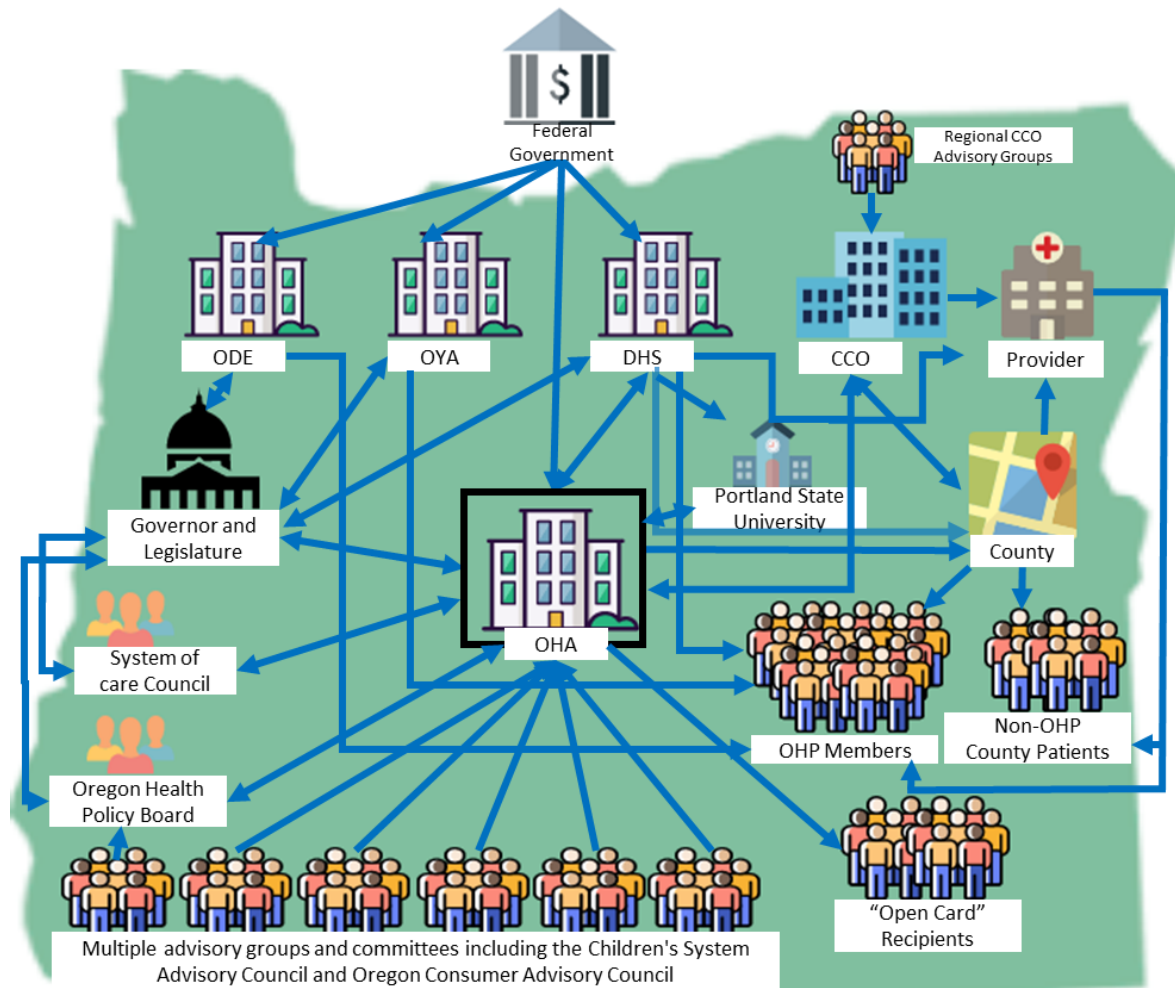 $
Federal
Government
Regional CCO
Advisory Groups
ODE
OYA
DHS
CCO
Provider
Governor and
Legislature
Portland State
University
County
System of
care Council
OHA
Oregon Health
Policy Board
OHP Members
Non-OHP
County Patients
“Open Card”
Recipients
Multiple advisory groups and committees including the Children's System
Advisory Council and Oregon Consumer Advisory Council